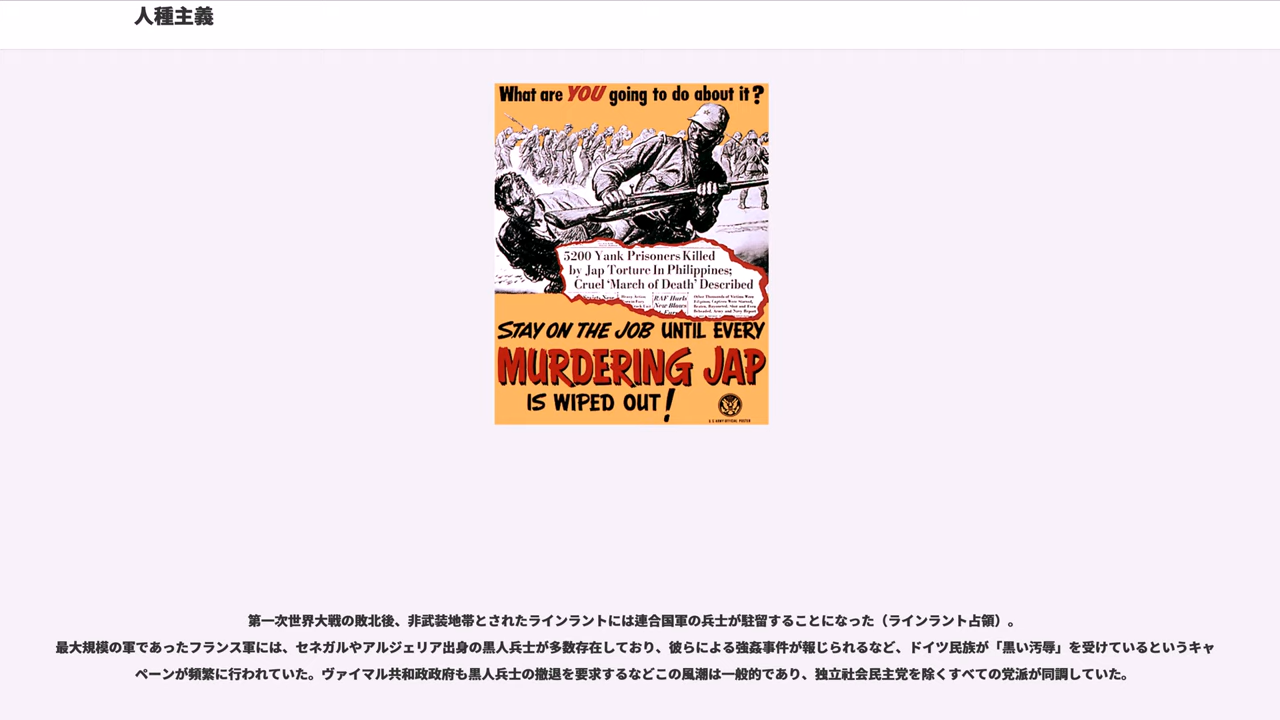 人種主義
What are YOU going to do about it?
5200 Yank Prisoners Killed
by Jap Torture In Philippines;
Cruel 'March of Death' Described
RAF Hurls
New Blows
STAY ON THE JOB UNTIL EVERY
MURDERING JAP
IS WIPED OUT!
U.S. ARMY OFFICIAL POSTER
第一次世界大戦の敗北後、非武装地帯とされたラインラントには連合国軍の兵士が駐留することになった（ラインラント占領）。
最大規模の軍であったフランス軍には、セネガルやアルジェリア出身の黒人兵士が多数存在しており、彼らによる強姦事件が報じられるなど、ドイツ民族が「黒い汚辱」を受けているというキャ
ペーンが頻繁に行われていた。ヴァイマル共和政政府も黒人兵士の撤退を要求するなどこの風潮は一般的であり、独立社会民主党を除くすべての党派が同調していた。